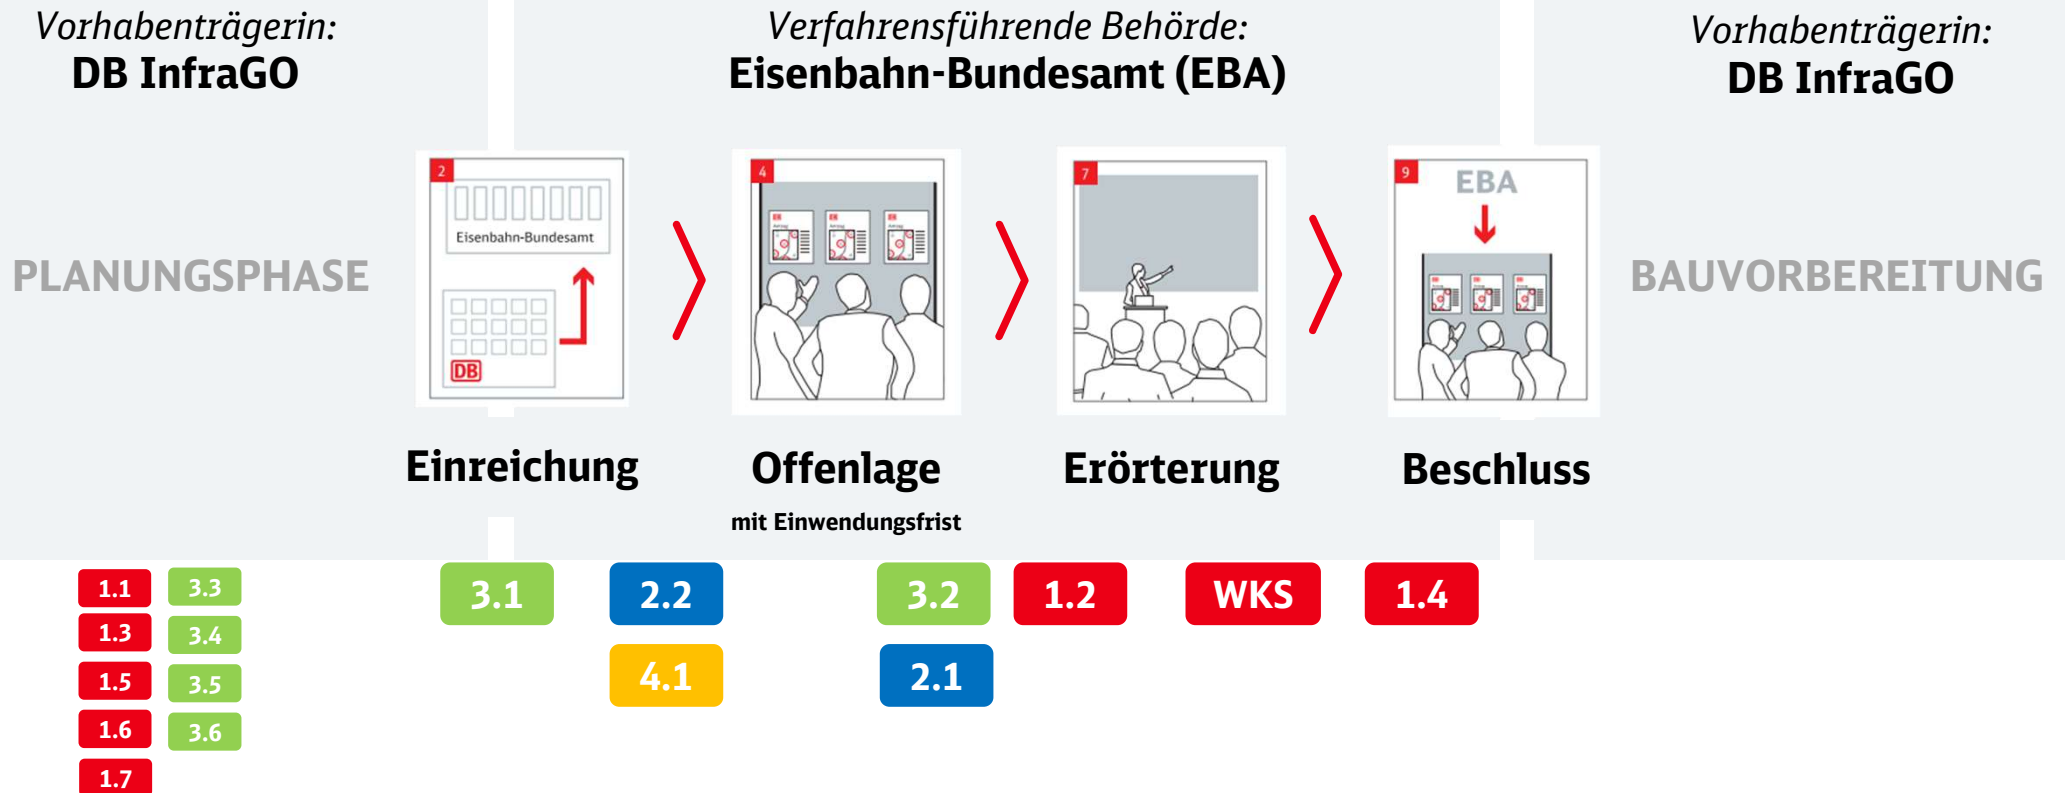 Vorhabenträgerin:
DB InfraGO
Verfahrensführende Behörde:
Eisenbahn-Bundesamt (EBA)
Vorhabenträgerin:
DB InfraGO
PLANUNGSPHASE
2
Eisenbahn-Bundesamt
DB
4
7
9
EBA
BAUVORBEREITUNG
Einreichung
Offenlage
mit Einwendungsfrist
Erörterung
Beschluss
1.1
3.3
1.3
3.4
1.5
3.5
1.6
3.6
1.7
3.1
2.2
4.1
3.2
2.1
1.2
WKS
1.4